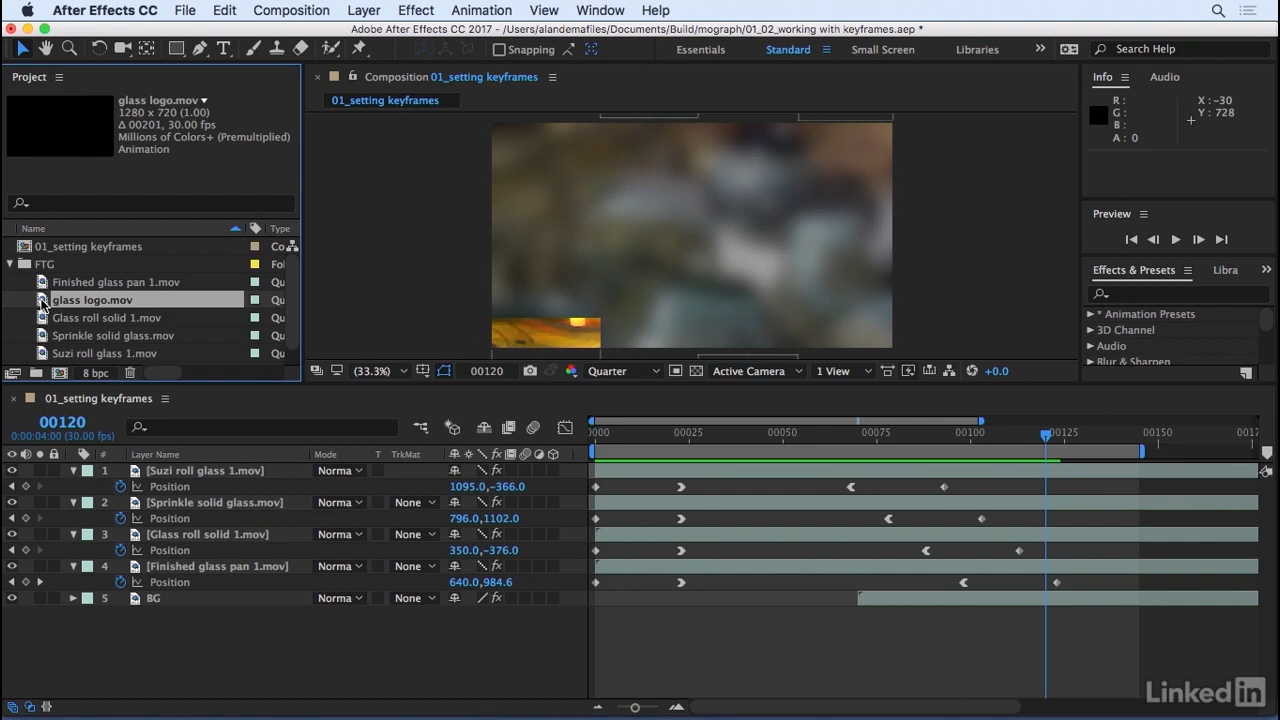 After Effects CC File Edit Composition Layer Effect Animation View Window Help
Adobe After Effects CC 2017 - /Users/alandemafiles/Documents/Build/mograph/01_02_working with keyframes.aep *
Snapping Essentials Standard Small Screen Libraries Search Help
Project
glass logo.mov
1280 x 720 (1.00)
Δ 00201, 30.00 fps
Millions of Colors+ (Premultiplied)
Animation
Name Type
01_setting keyframes Co
FTG Fol
Finished glass pan 1.mov Qu
glass logo.mov Qu
Glass roll solid 1.mov Qu
Sprinkle solid glass.mov Qu
Suzi roll glass 1.mov Qu
8 bpc
Composition 01_setting keyframes
01_setting keyframes
(33.3%) 00120 Quarter Active Camera 1 View +0.0
Info Audio
R : X : -30
G : Y : 728
B :
A : 0
Preview
Effects & Presets Libra
* Animation Presets
3D Channel
Audio
Blur & Sharpen
01_setting keyframes
00120
0:00:04:00 (30.00 fps)
0000 00025 00050 00075 00100 00125 00150 0017
# Layer Name Mode T TrkMat
1 [Suzi roll glass 1.mov] Norma
Position 1095.0,-366.0
2 [Sprinkle solid glass.mov] Norma None
Position 796.0,1102.0
3 [Glass roll solid 1.mov] Norma None
Position 350.0,-376.0
4 [Finished glass pan 1.mov] Norma None
Position 640.0,984.6
5 BG Norma None
Linked in